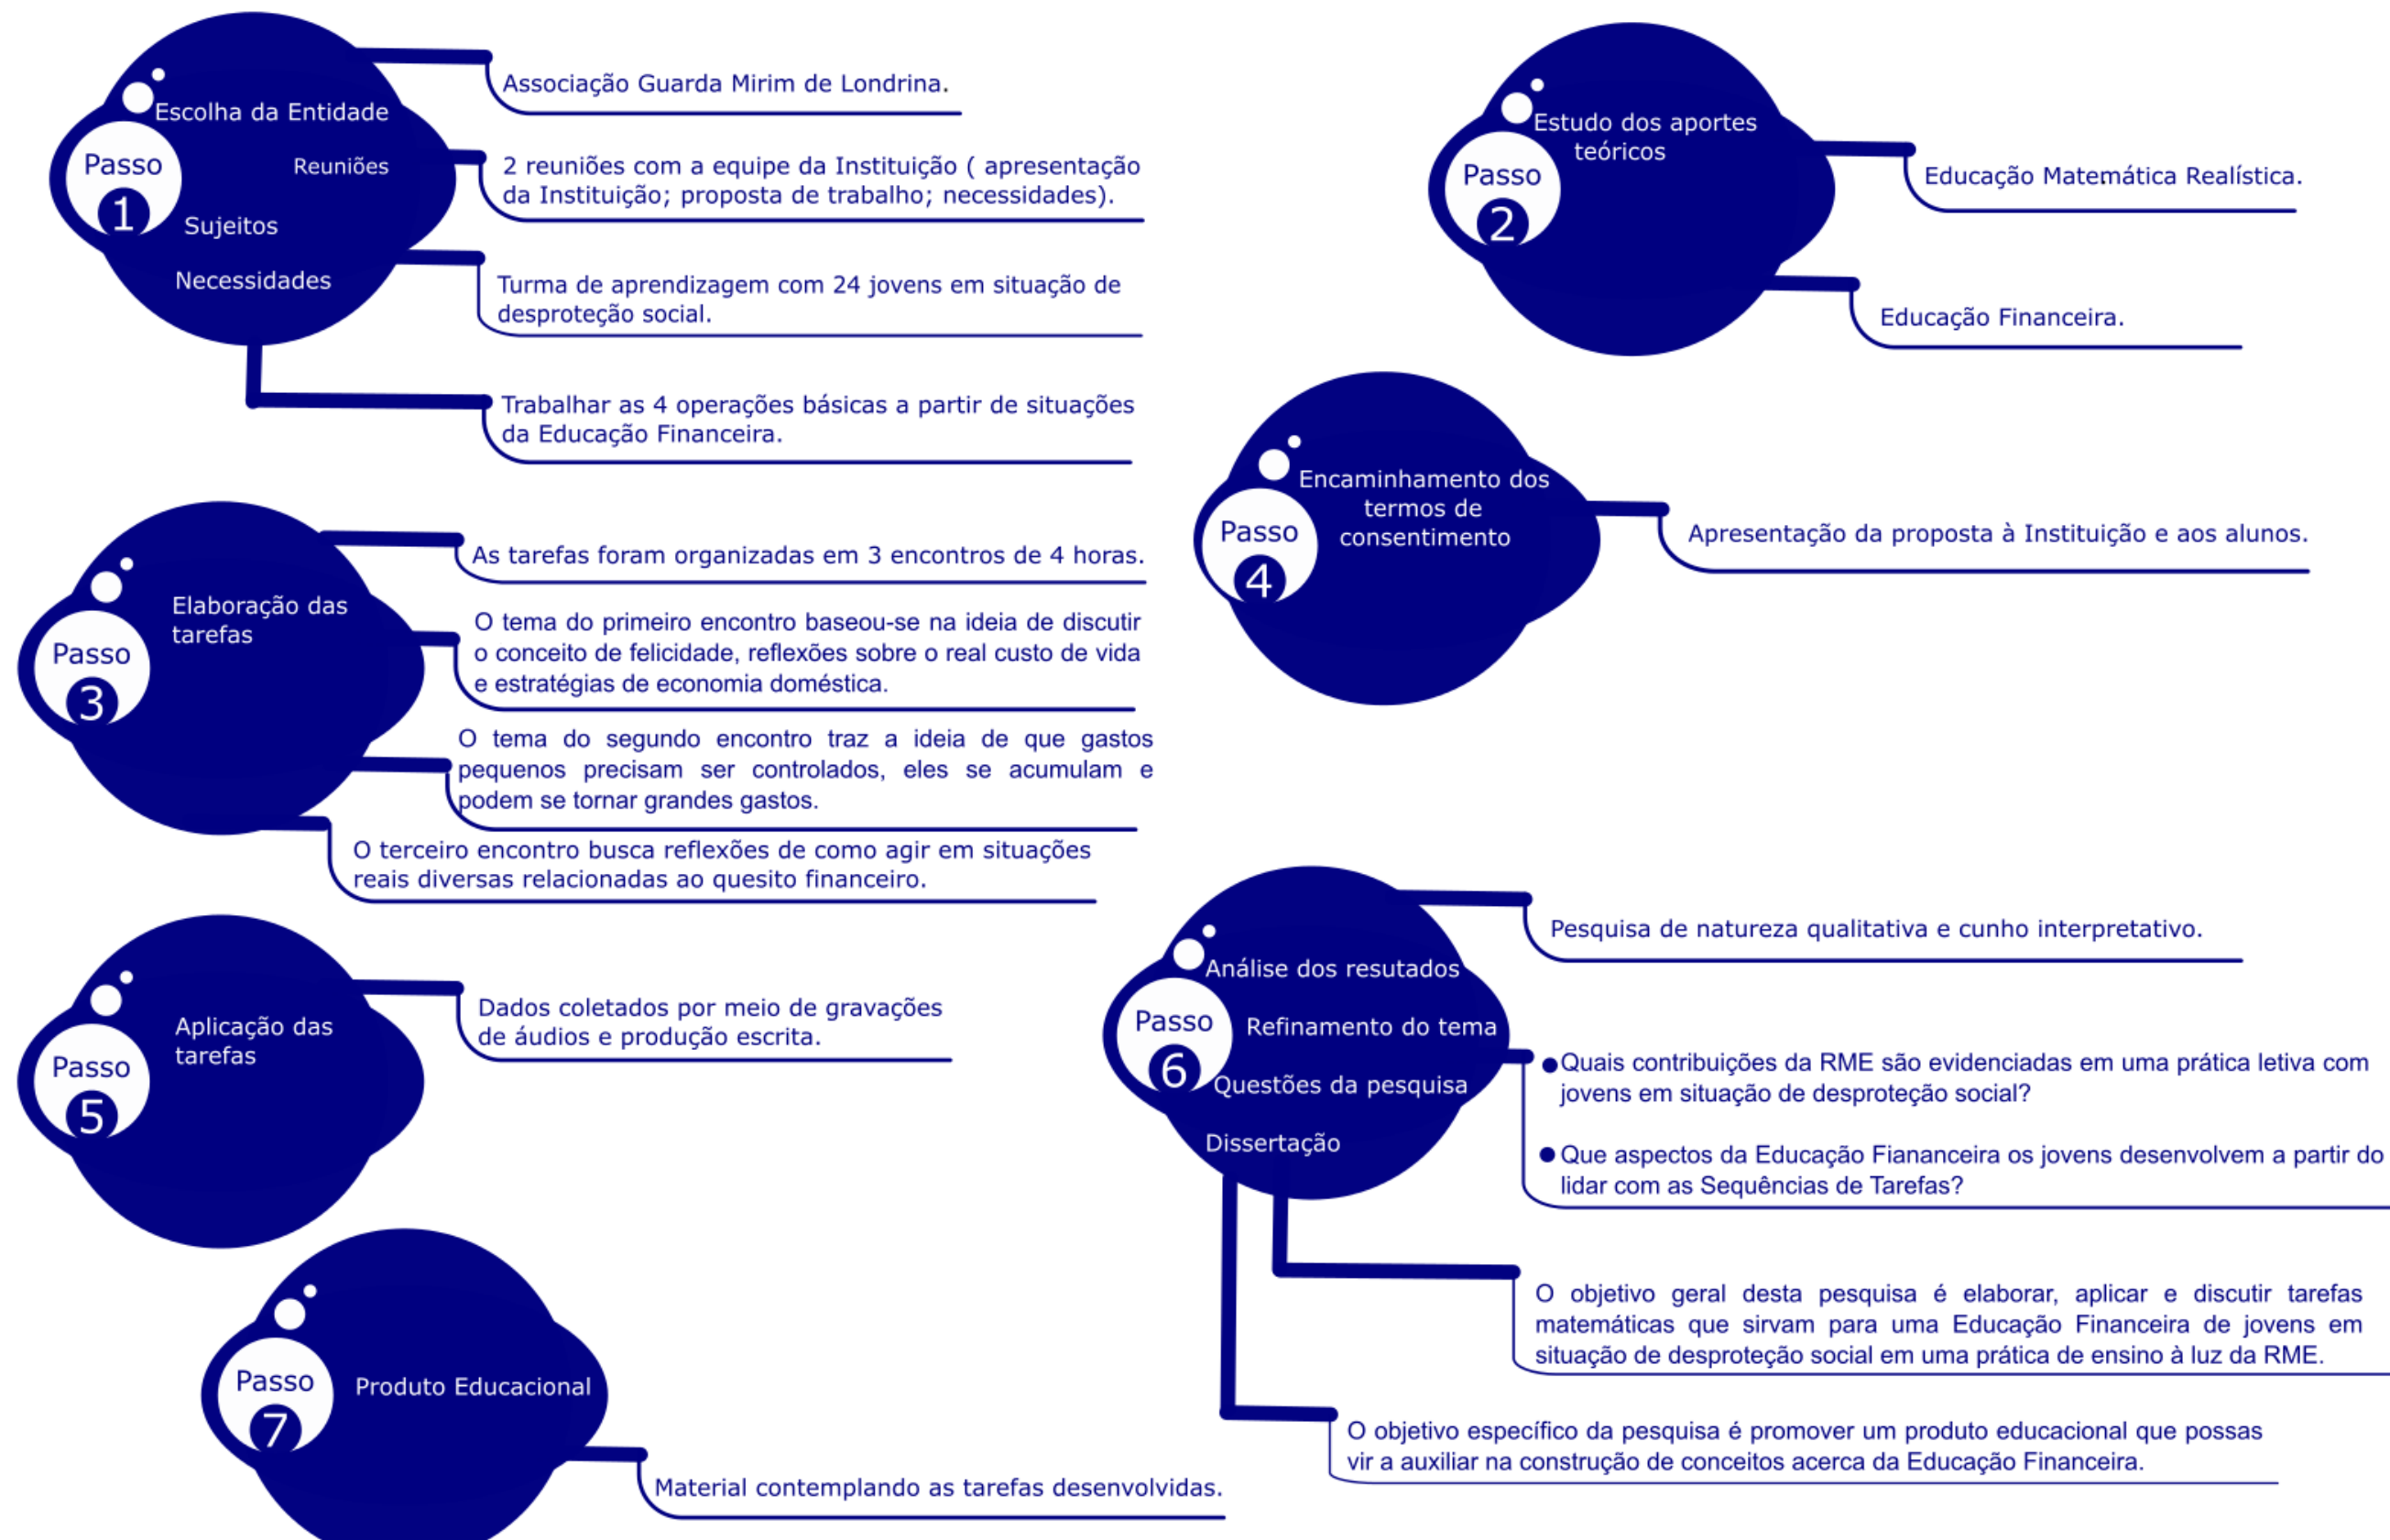 Passo
1
Escolha da Entidade
Reuniões
Sujeitos
Necessidades
Associação Guarda Mirim de Londrina.
2 reuniões com a equipe da Instituição ( apresentação
da Instituição; proposta de trabalho; necessidades).
Turma de aprendizagem com 24 jovens em situação de
desproteção social.
Trabalhar as 4 operações básicas a partir de situações
da Educação Financeira.
Passo
2
Estudo dos aportes
teóricos
Educação Matemática Realística.
Educação Financeira.
Passo
3
Elaboração das
tarefas
As tarefas foram organizadas em 3 encontros de 4 horas.
O tema do primeiro encontro baseou-se na ideia de discutir
o conceito de felicidade, reflexões sobre o real custo de vida
e estratégias de economia doméstica.
O tema do segundo encontro traz a ideia de que gastos
pequenos precisam ser controlados, eles se acumulam e
podem se tornar grandes gastos.
O terceiro encontro busca reflexões de como agir em situações
reais diversas relacionadas ao quesito financeiro.
Passo
4
Encaminhamento dos
termos de
consentimento
Apresentação da proposta à Instituição e aos alunos.
Passo
5
Aplicação das
tarefas
Dados coletados por meio de gravações
de áudios e produção escrita.
Passo
6
Análise dos resutados
Refinamento do tema
Questões da pesquisa
Dissertação
Pesquisa de natureza qualitativa e cunho interpretativo.
●Quais contribuições da RME são evidenciadas em uma prática letiva com
jovens em situação de desproteção social?
●Que aspectos da Educação Fiananceira os jovens desenvolvem a partir do
lidar com as Sequências de Tarefas?
O objetivo geral desta pesquisa é elaborar, aplicar e discutir tarefas
matemáticas que sirvam para uma Educação Financeira de jovens em
situação de desproteção social em uma prática de ensino à luz da RME.
O objetivo específico da pesquisa é promover um produto educacional que possas
vir a auxiliar na construção de conceitos acerca da Educação Financeira.
Passo
7
Produto Educacional
Material contemplando as tarefas desenvolvidas.